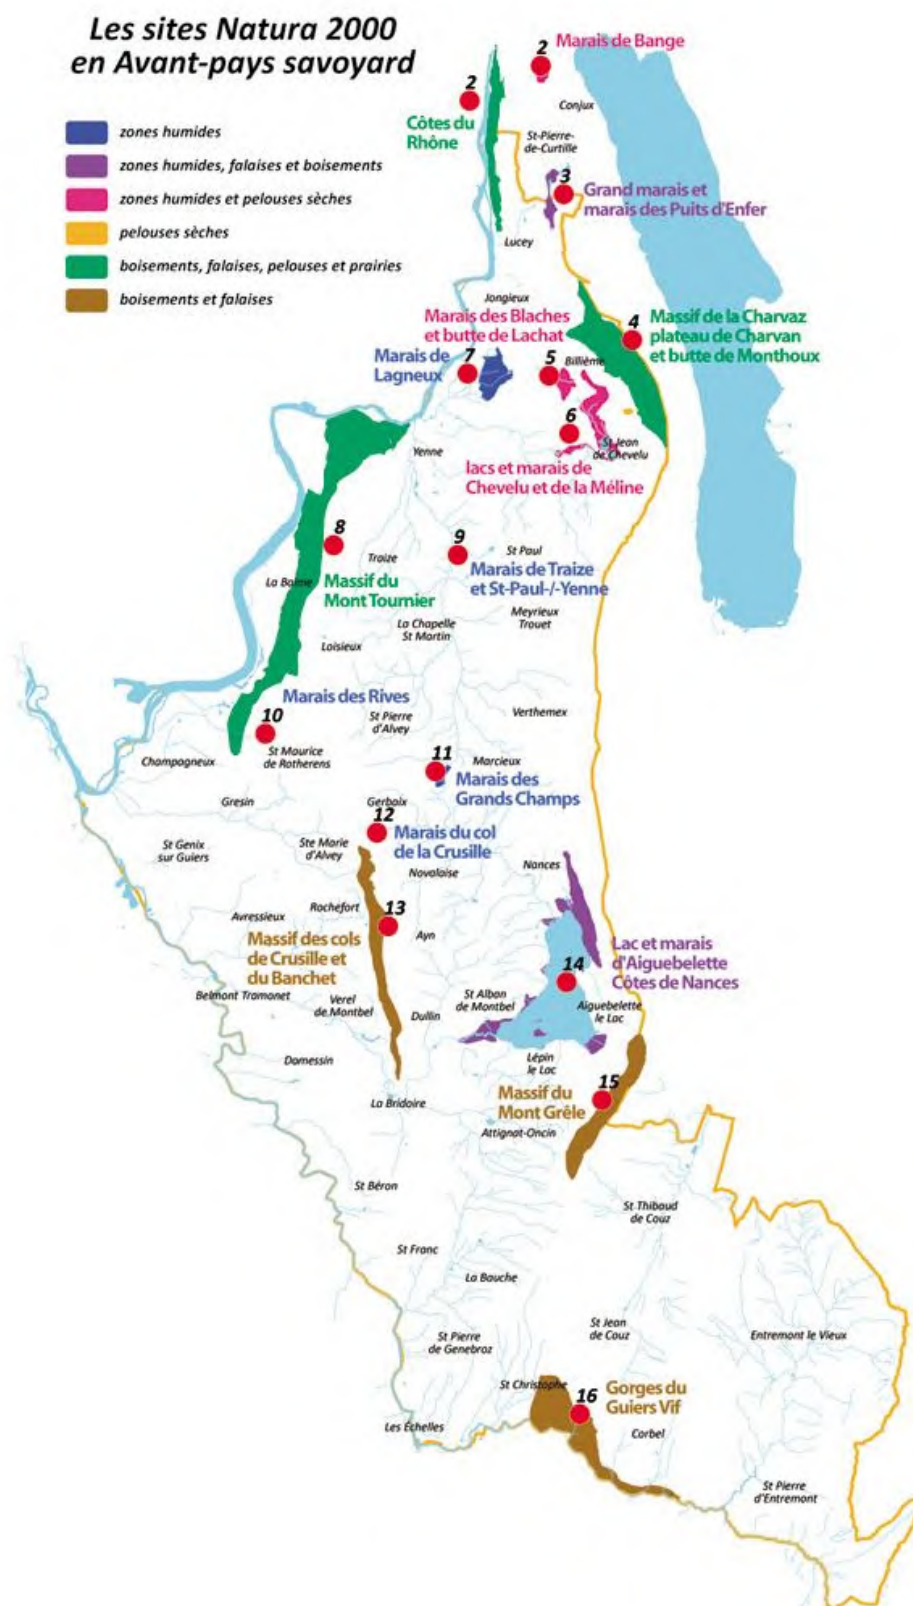 Les sites Natura 2000
en Avant-pays savoyard
zones humides
zones humides, falaises et boisements
zones humides et pelouses sèches
pelouses sèches
boisements, falaises, pelouses et prairies
boisements et falaises
2
Marais de Bange
2
Côtes du
Rhône
Conjux
St-Pierre-
de-Curtille
3
Grand marais et
marais des Puits d'Enfer
Lucey
Jongieux
Marais des Blaches
et butte de Lachat
4
Massif de la Charvaz
plateau de Charvan
et butte de Monthoux
Marais de
Lagneux
7
5
Billième
6
St Jean
de Chevelu
Yenne
lacs et marais de
Chevelu et de la Méline
8
Massif du
Mont Tournier
La Balme
Traize
9
St Paul
Marais de Traize
et St-Paul-/-Yenne
La Chapelle
St Martin
Meyrieux
Trouet
Loisieux
Marais des Rives
10
St Maurice
de Rotherens
St Pierre
d'Alvey
Verthemex
Champagneux
11
Marcieux
Marais des
Grands Champs
Gresin
Gerbaix
12
Marais du col
de la Crusille
St Genix
sur Guiers
Ste Marie
d'Alvey
Novalaise
Nances
Rochefort
13
Avressieux
Ayn
Massif des cols
de Crusille et
du Banchet
Lac et marais
d'Aiguebelette
Côtes de Nances
14
Belmont Tramonet
Verel
de Montbel
Dullin
St Alban
de Montbel
Aiguebelette
le Lac
Domessin
Lépin
le Lac
La Bridoire
15
Massif du
Mont Grêle
Attignat-Oncin
St Béron
St Thibaud
de Couz
St Franc
La Bauche
St Pierre
de Genebroz
St Jean
de Couz
Entremont le Vieux
St Christophe
16
Gorges du
Guiers Vif
Les Échelles
Corbel
St Pierre
d'Entremont